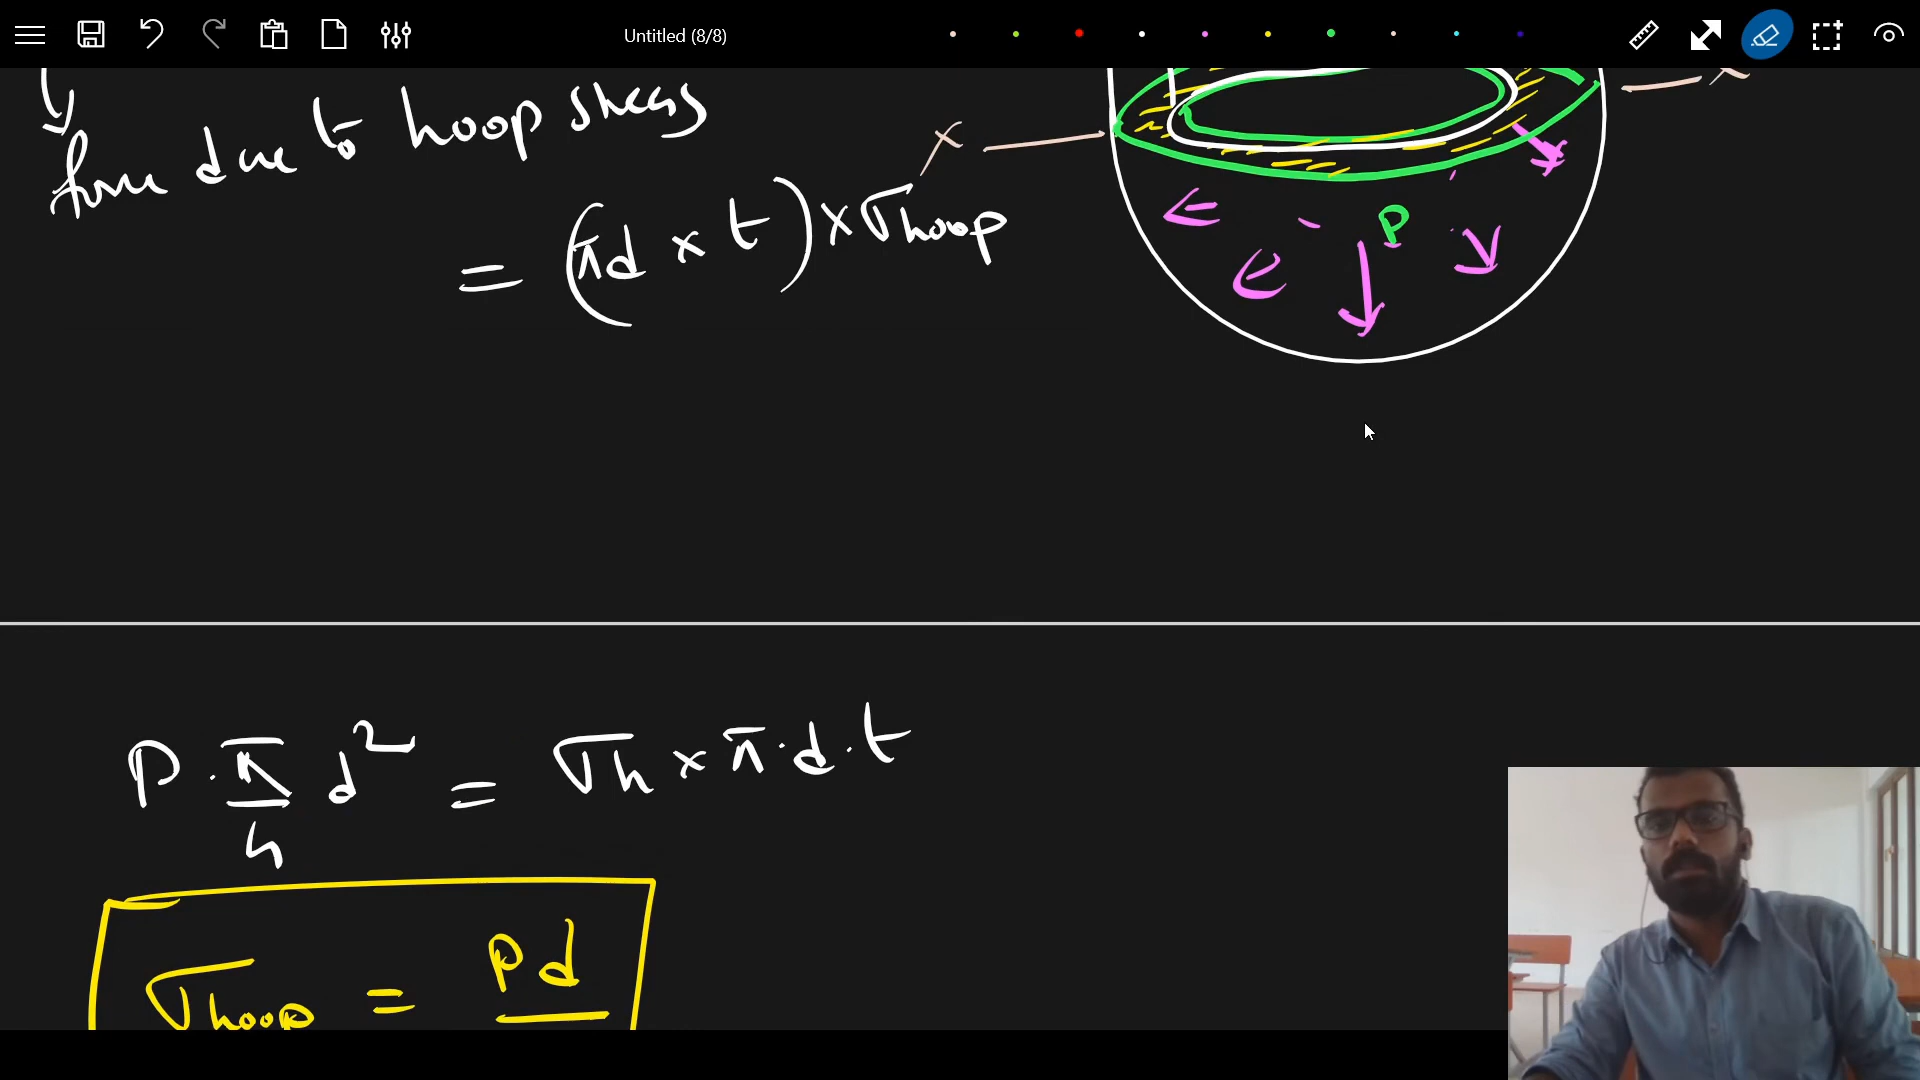 Untitled (8/8)
force due to hoop stress
= (πd × t) × σhoop
x
x
P
P · π/4 d² = σh × π · d · t
σhoop = Pd